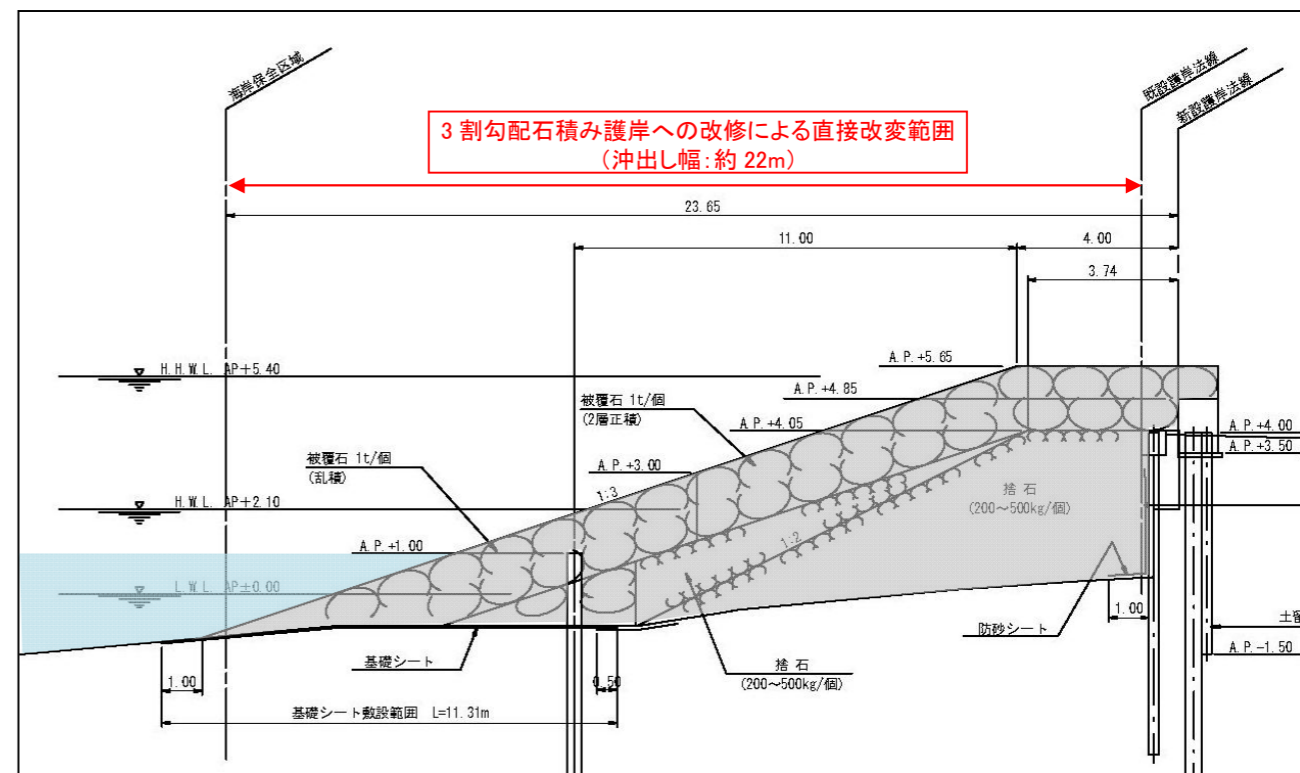 海岸保全区域
既設護岸法線
新設護岸法線
3割勾配石積み護岸への改修による直接改変範囲
(沖出し幅:約 22m)
23.65
11.00
4.00
3.74
A.P.+5.65
H.H.W.L. AP+5.40
A.P.+4.85
被覆石 1t/個
(2層正積)
A.P.+4.05
A.P.+4.00
A.P.+3.50
被覆石 1t/個
(乱積)
A.P.+3.00
1:3
捨 石
(200～500kg/個)
H.W.L. AP+2.10
1:2
A.P.+1.00
L.W.L. AP±0.00
1.00
防砂シート
土留
A.P.-1.50
基礎シート
捨 石
(200～500kg/個)
1.00
0.50
基礎シート敷設範囲 L=11.31m